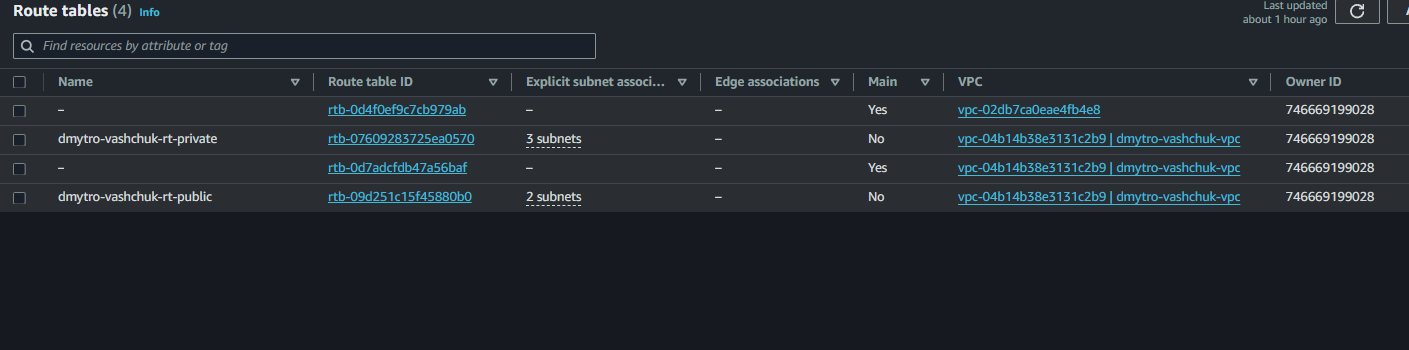 Route tables (4) Info
Last updated
about 1 hour ago
Find resources by attribute or tag
Name Route table ID Explicit subnet associ... Edge associations Main VPC Owner ID
– rtb-0d4f0ef9c7cb979ab – – Yes vpc-02db7ca0eae4fb4e8 746669199028
dmytro-vashchuk-rt-private rtb-07609283725ea0570 3 subnets – No vpc-04b14b38e3131c2b9 | dmytro-vashchuk-vpc 746669199028
– rtb-0d7adcfdb47a56baf – – Yes vpc-04b14b38e3131c2b9 | dmytro-vashchuk-vpc 746669199028
dmytro-vashchuk-rt-public rtb-09d251c15f45880b0 2 subnets – No vpc-04b14b38e3131c2b9 | dmytro-vashchuk-vpc 746669199028